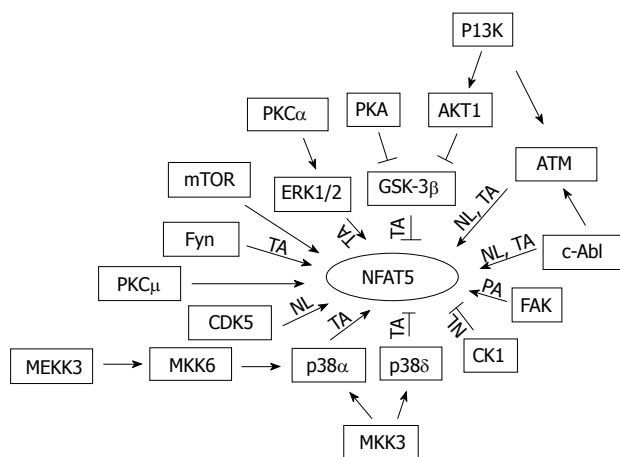 P13K
PKCα
PKA
AKT1
mTOR
ERK1/2
GSK-3β
ATM
NL, TA
Fyn
TA
TA
TA
NL, TA
c-Abl
NFAT5
PKCμ
PA
FAK
CDK5
NL
TA
TA
NL
CK1
MEKK3
MKK6
p38α
p38δ
MKK3